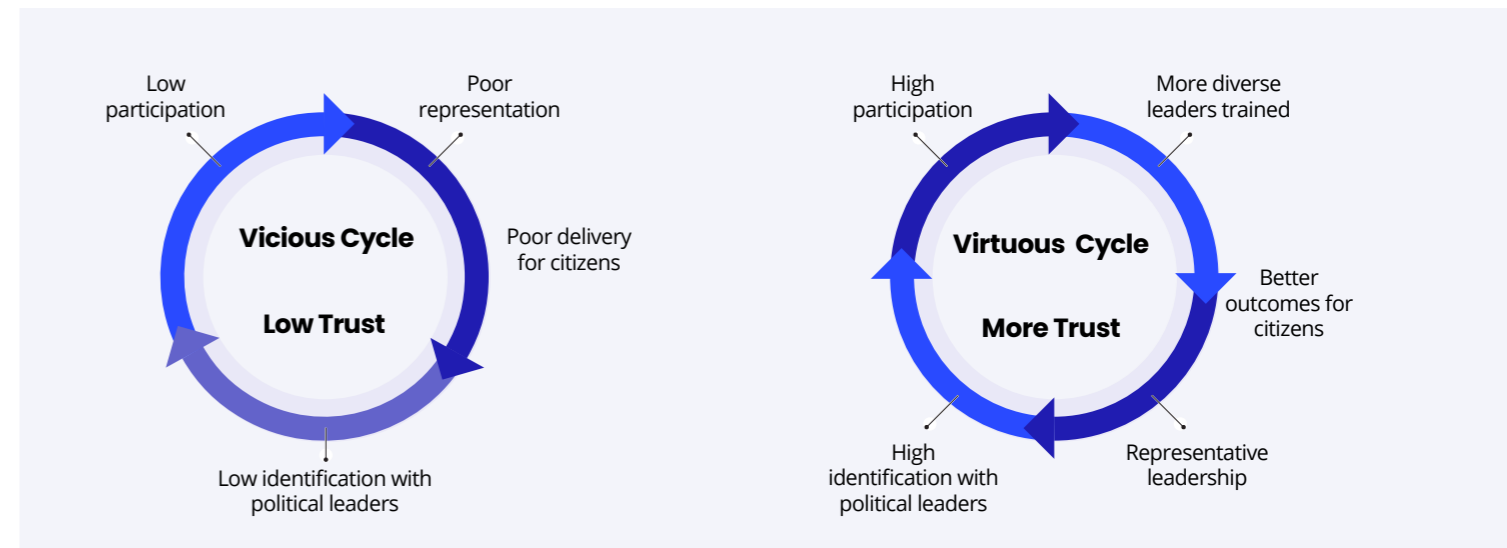 Low
participation
Poor
representation
Vicious Cycle
Low Trust
Poor delivery
for citizens
Low identification with
political leaders
High
participation
More diverse
leaders trained
Virtuous Cycle
More Trust
Better
outcomes for
citizens
Representative
leadership
High
identification with
political leaders